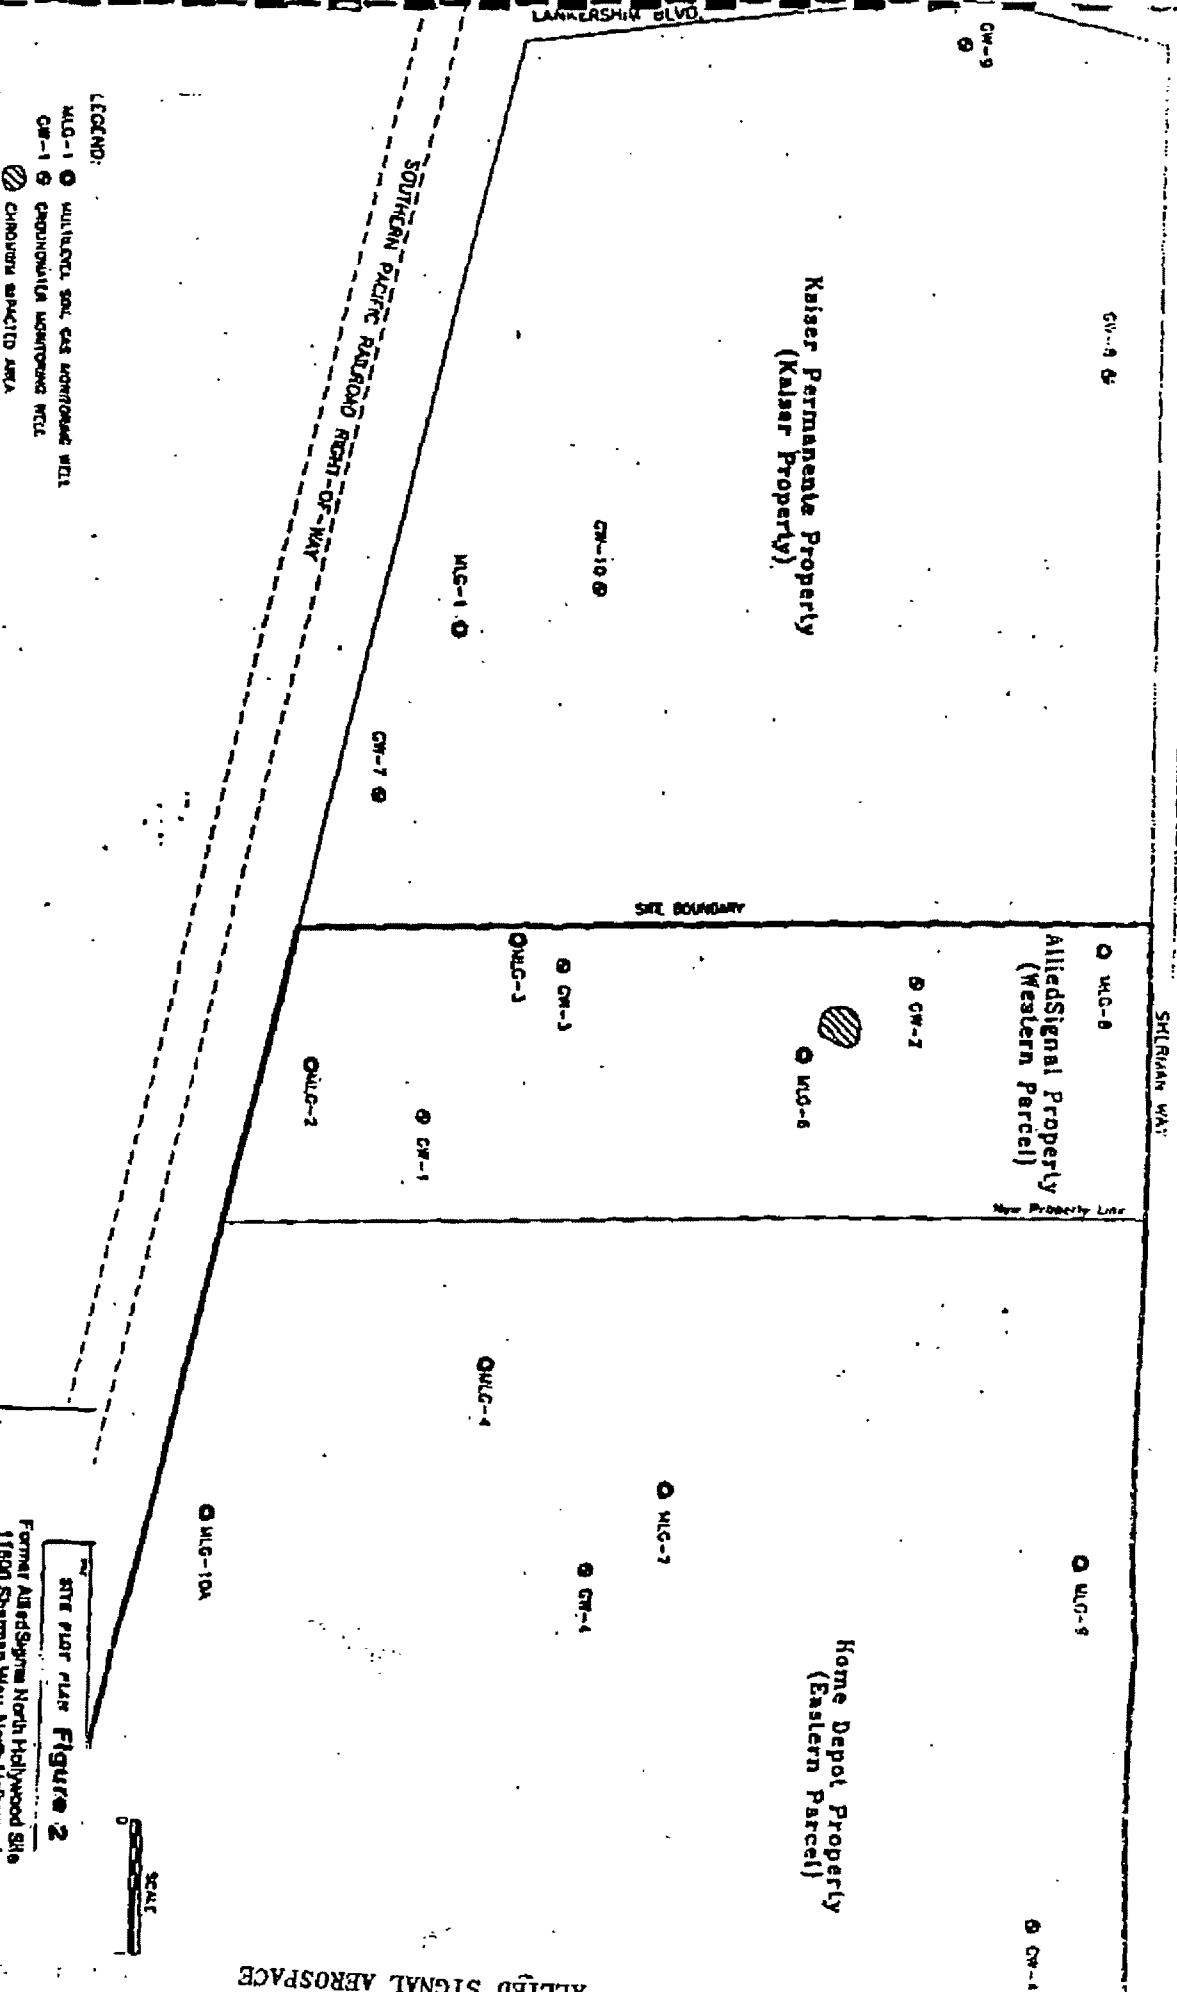 LANKERSHIM BLVD.
GW-9
SHERMAN WAY
Kaiser Permanente Property
(Kaiser Property)
GW-10
MLG-1
GW-7
SOUTHERN PACIFIC RAILROAD RIGHT-OF-WAY
SITE BOUNDARY
AlliedSignal Property
(Western Parcel)
MLG-8
GW-2
MLG-6
GW-3
MLG-3
MLG-2
GW-1
New Property Line
MLG-4
MLG-7
GW-4
MLG-9
MLG-10A
Home Depot Property
(Eastern Parcel)
LEGEND:
MLG-1 MULTILEVEL SOIL GAS MONITORING WELL
GW-1 GROUNDWATER MONITORING WELL
CHROMIUM IMPACTED AREA
SCALE
0
SITE PLOT PLAN Figure 2
Former AlliedSignal North Hollywood Site
11600 Sherman Way
ALLIED SIGNAL AEROSPACE